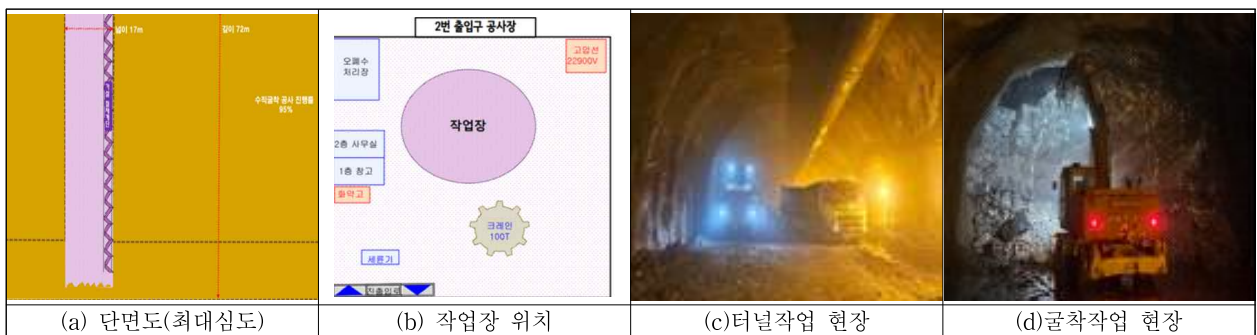 넓이 17m
깊이 72m
수직굴착 공사 진행률
95%
2번 출입구 공사장
오폐수
처리장
고압선
22900V
작업장
2층 사무실
1층 창고
화약고
크레인
100T
세륜기
진출입로
(a) 단면도(최대심도)
(b) 작업장 위치
(c)터널작업 현장
(d)굴착작업 현장